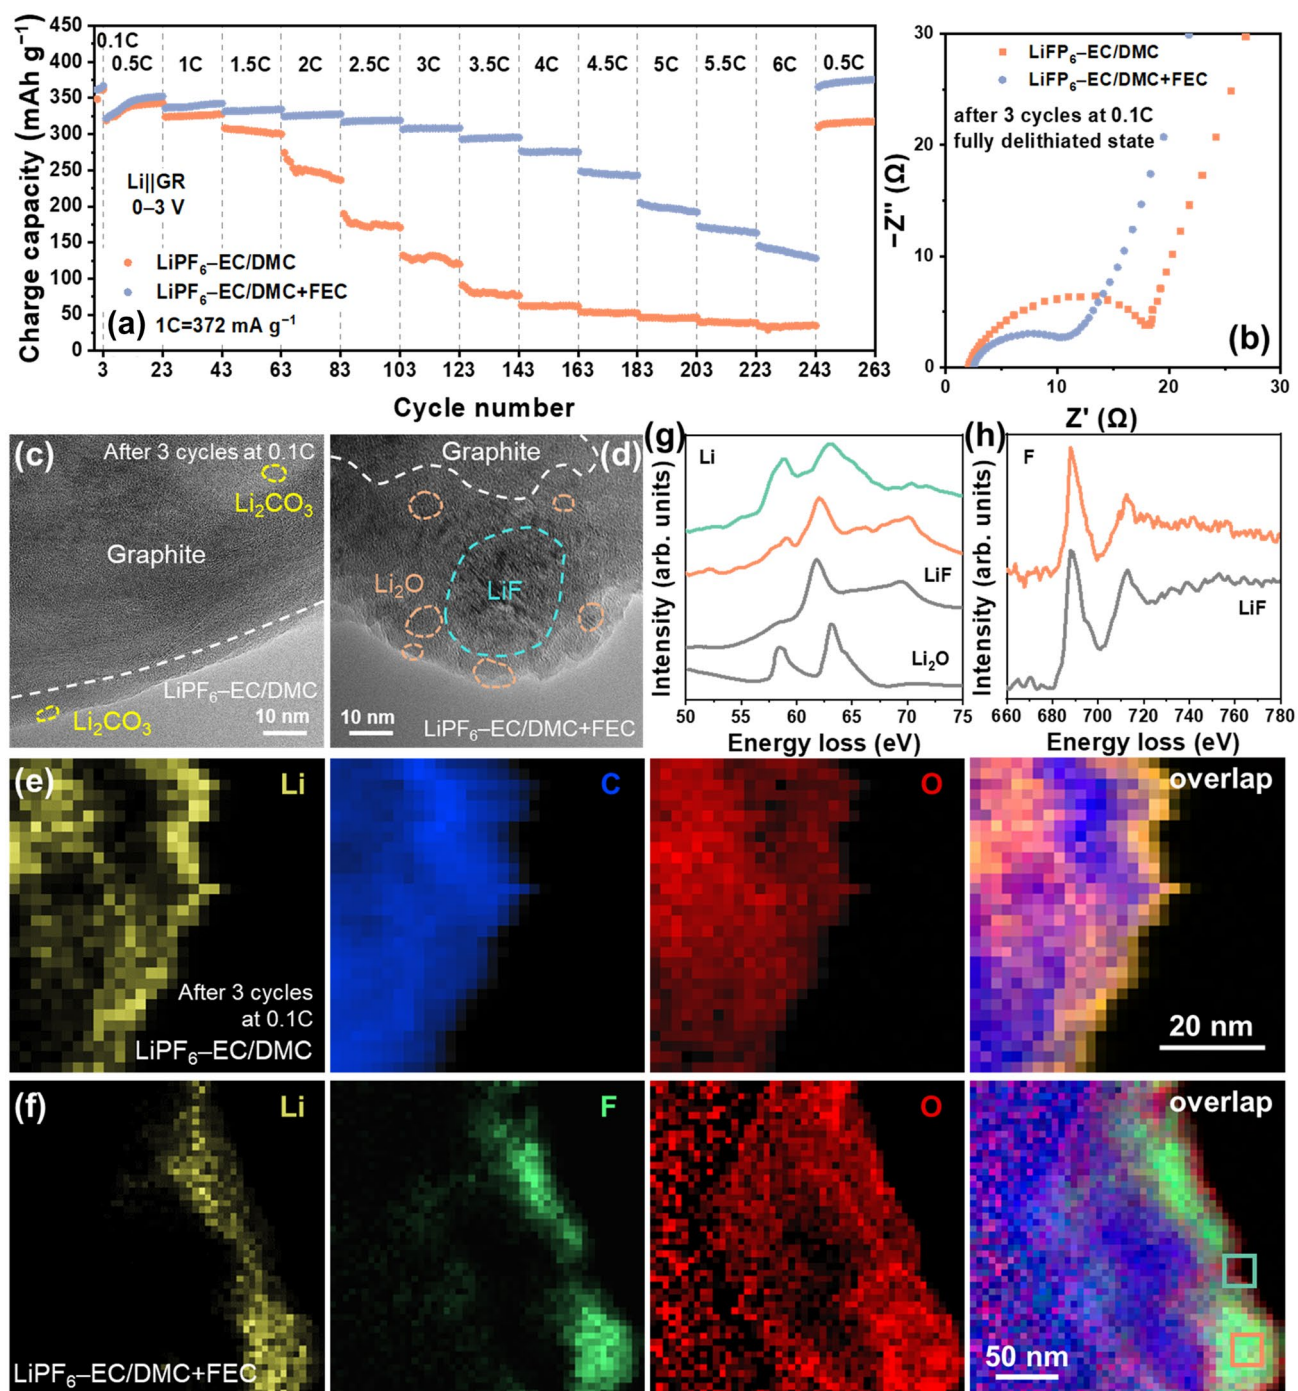 450
400
350
300
250
200
150
100
50
0
Charge capacity (mAh g⁻¹)
0.1C
0.5C 1C 1.5C 2C 2.5C 3C 3.5C 4C 4.5C 5C 5.5C 6C 0.5C
Li||GR
0–3 V
LiPF₆–EC/DMC
LiPF₆–EC/DMC+FEC
(a) 1C=372 mA g⁻¹
3 23 43 63 83 103 123 143 163 183 203 223 243 263
Cycle number
30
20
10
0
−Z'' (Ω)
LiFP₆–EC/DMC
LiFP₆–EC/DMC+FEC
after 3 cycles at 0.1C
fully delithiated state
(b)
0 10 20 30
Z' (Ω)
(c) After 3 cycles at 0.1C
Li₂CO₃
Graphite
LiPF₆–EC/DMC
Li₂CO₃
10 nm
(d)
Graphite
Li₂O
LiF
10 nm
LiPF₆–EC/DMC+FEC
(g)
Li
LiF
Li₂O
Intensity (arb. units)
50 55 60 65 70 75
Energy loss (eV)
(h)
F
LiF
Intensity (arb. units)
660 680 700 720 740 760 780
Energy loss (eV)
(e) Li C O overlap
After 3 cycles
at 0.1C
LiPF₆–EC/DMC
20 nm
(f) Li F O overlap
LiPF₆–EC/DMC+FEC
50 nm